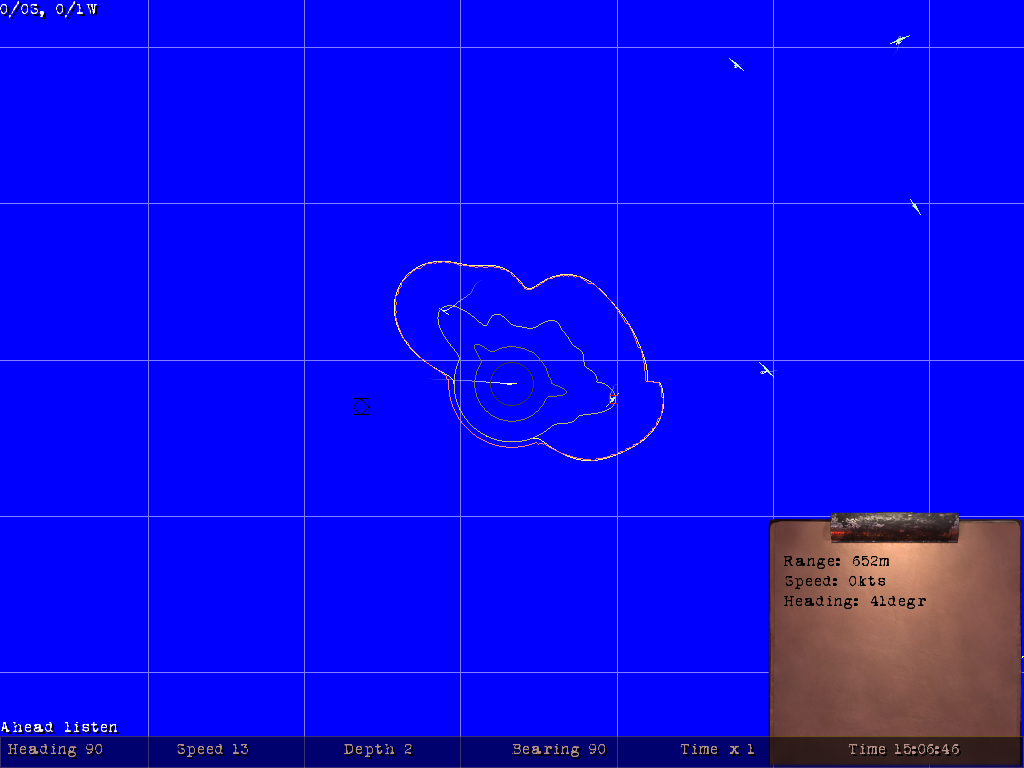 0/03, 0/1W
Range: 652m
Speed: 0kts
Heading: 41degr
Ahead listen
Heading 90 Speed 13 Depth 2 Bearing 90 Time x 1 Time 15:06:46